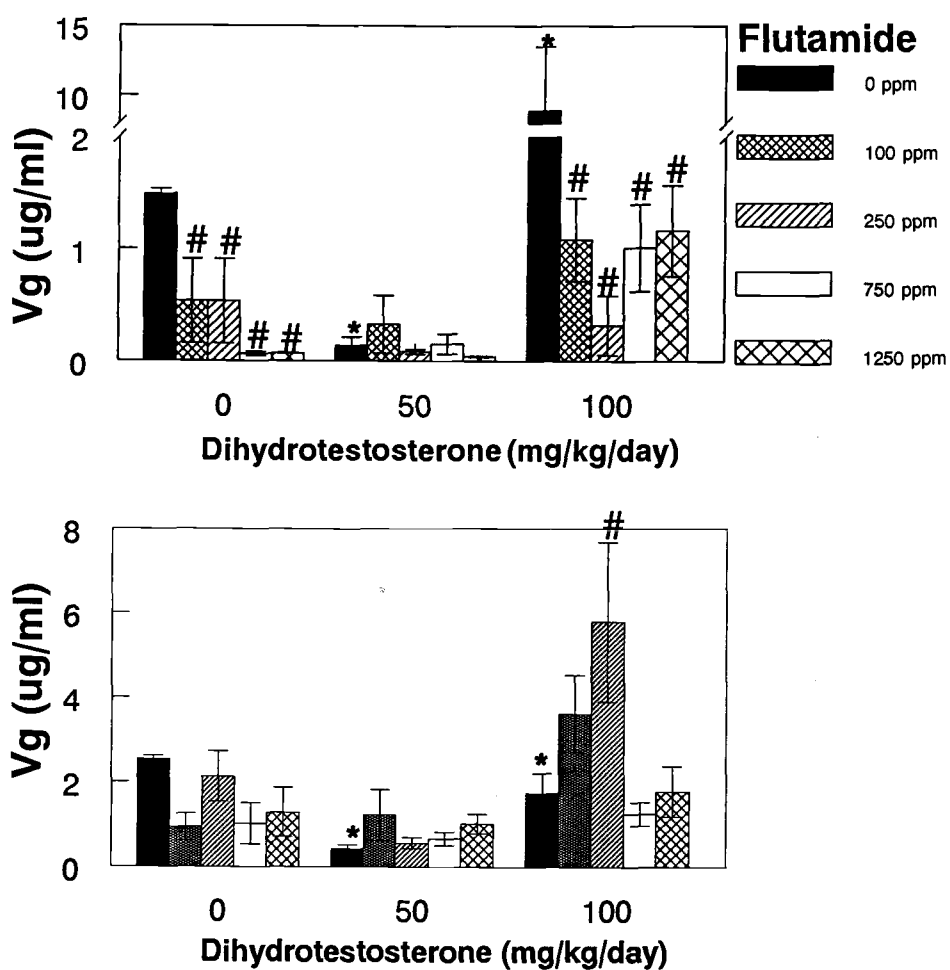 15
10
2
1
0
Vg (ug/ml)
*
# #
# #
*
*
# # # #
0 50 100
Dihydrotestosterone (mg/kg/day)
Flutamide
0 ppm
100 ppm
250 ppm
750 ppm
1250 ppm
8
6
4
2
0
Vg (ug/ml)
*
*
#
0 50 100
Dihydrotestosterone (mg/kg/day)